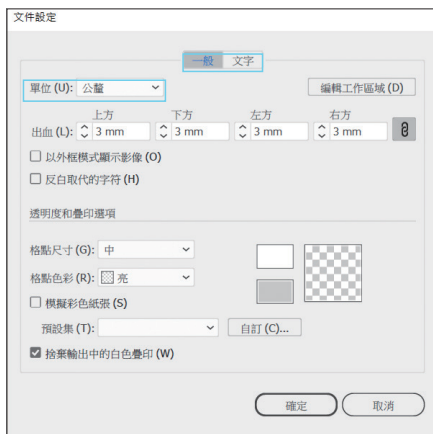 文件設定
一般 文字
單位 (U): 公釐 編輯工作區域 (D)
上方 下方 左方 右方
出血 (L): 3 mm 3 mm 3 mm 3 mm
以外框模式顯示影像 (O)
反白取代的字符 (H)
透明度和疊印選項
格點尺寸 (G): 中
格點色彩 (R): 亮
模擬彩色紙張 (S)
預設集 (T): 自訂 (C)...
捨棄輸出中的白色疊印 (W)
確定 取消